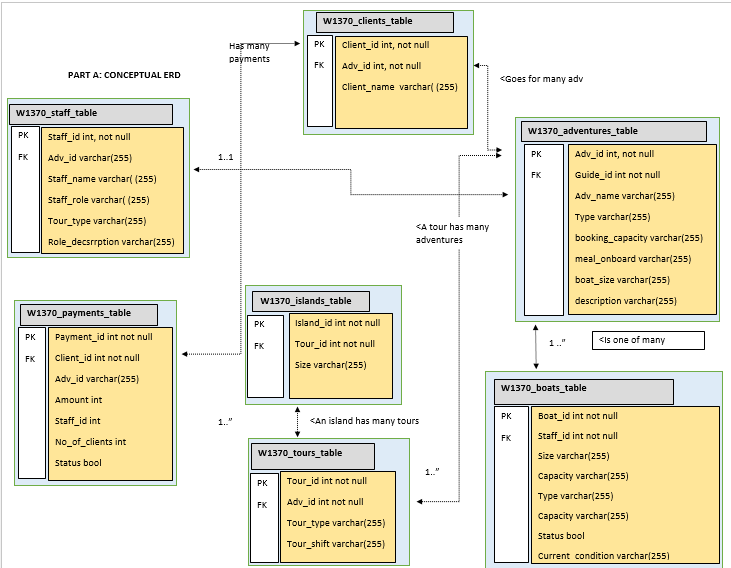 W1370_clients_table
PK
Client_id int, not null
FK
Adv_id int, not null
Client_name varchar( (255)
Has many
payments
PART A: CONCEPTUAL ERD
<Goes for many adv
W1370_staff_table
PK
Staff_id int, not null
FK
Adv_id varchar(255)
Staff_name varchar( (255)
Staff_role varchar( (255)
Tour_type varchar(255)
Role_decsrrption varchar(255)
1..1
W1370_adventures_table
PK
Adv_id int, not null
FK
Guide_id int not null
Adv_name varchar(255)
Type varchar(255)
booking_capacity varchar(255)
meal_onboard varchar(255)
boat_size varchar(255)
description varchar(255)
<A tour has many
adventures
W1370_payments_table
PK
Payment_id int not null
FK
Client_id int not null
Adv_id varchar(255)
Amount int
Staff_id int
No_of_clients int
Status bool
W1370_islands_table
PK
Island_id int not null
FK
Tour_id int not null
Size varchar(255)
1 ..”
<Is one of many
1..”
<An island has many tours
W1370_tours_table
PK
Tour_id int not null
FK
Adv_id int not null
Tour_type varchar(255)
Tour_shift varchar(255)
1..”
W1370_boats_table
PK
Boat_id int not null
FK
Staff_id int not null
Size varchar(255)
Capacity varchar(255)
Type varchar(255)
Capacity varchar(255)
Status bool
Current_condition varchar(255)